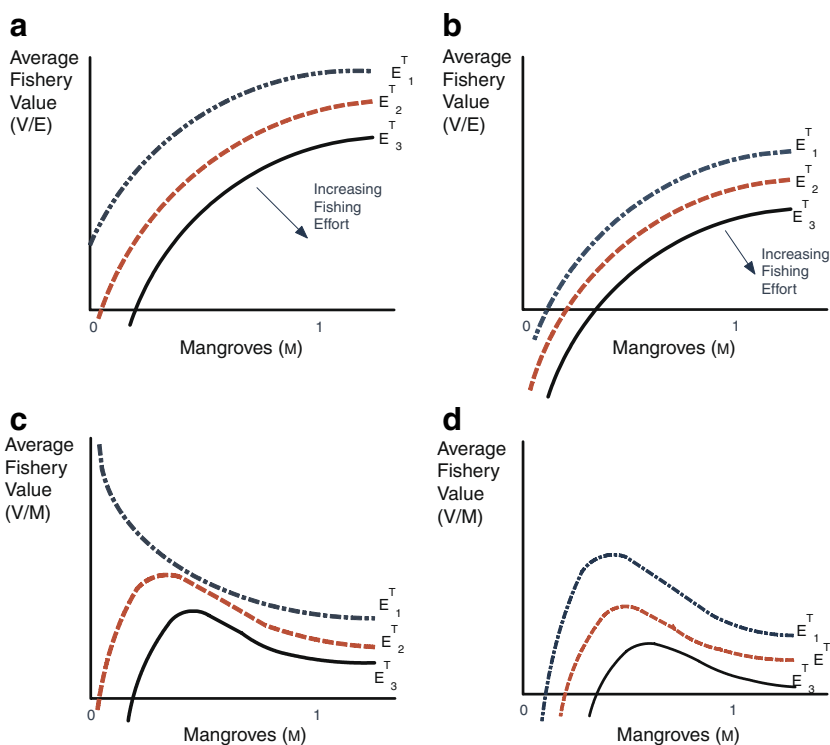 a
Average
Fishery
Value
(V/E)
E^T_1
E^T_2
E^T_3
Increasing
Fishing
Effort
0 1
Mangroves (M)
b
Average
Fishery
Value
(V/E)
E^T_1
E^T_2
E^T_3
Increasing
Fishing
Effort
0 1
Mangroves (M)
c
Average
Fishery
Value
(V/M)
E^T_1
E^T_2
E^T_3
0 1
Mangroves (M)
d
Average
Fishery
Value
(V/M)
E^T_1
E^T E^T
E_3
0 1
Mangroves (M)